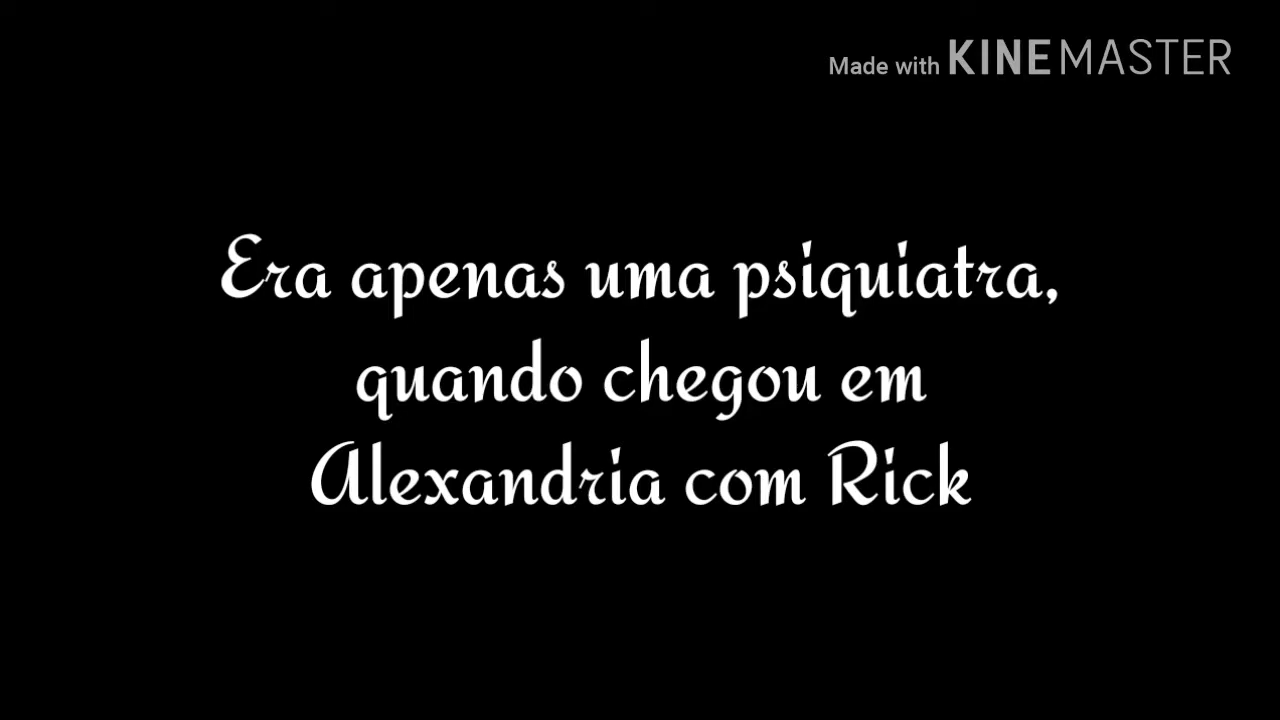 Made with KINEMASTER
Era apenas uma psiquiatra,
quando chegou em
Alexandria com Rick